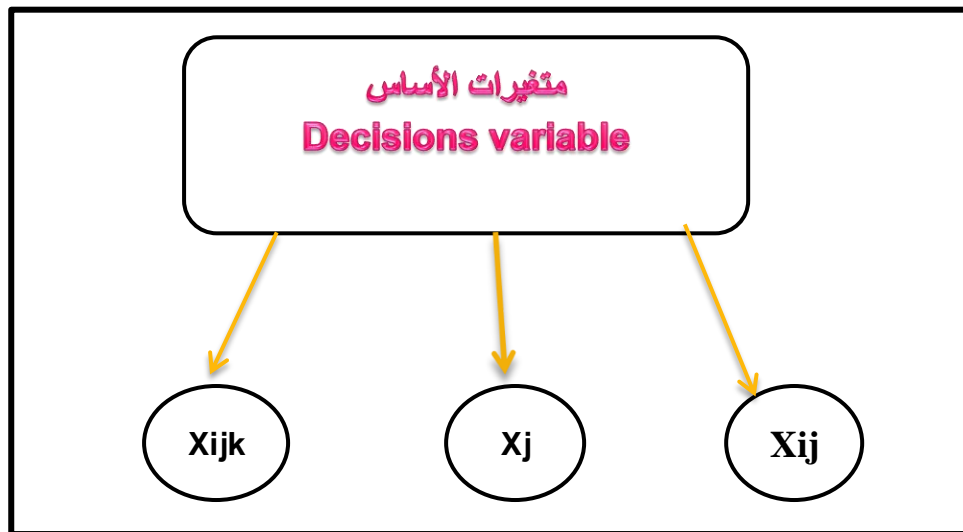 متغيرات الأساس
Decisions variable
Xijk
Xj
Xij